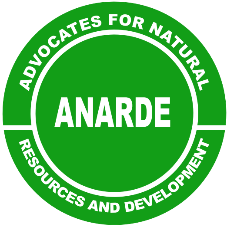 ADVOCATES FOR NATURAL
ANARDE
RESOURCES AND DEVELOPMENT